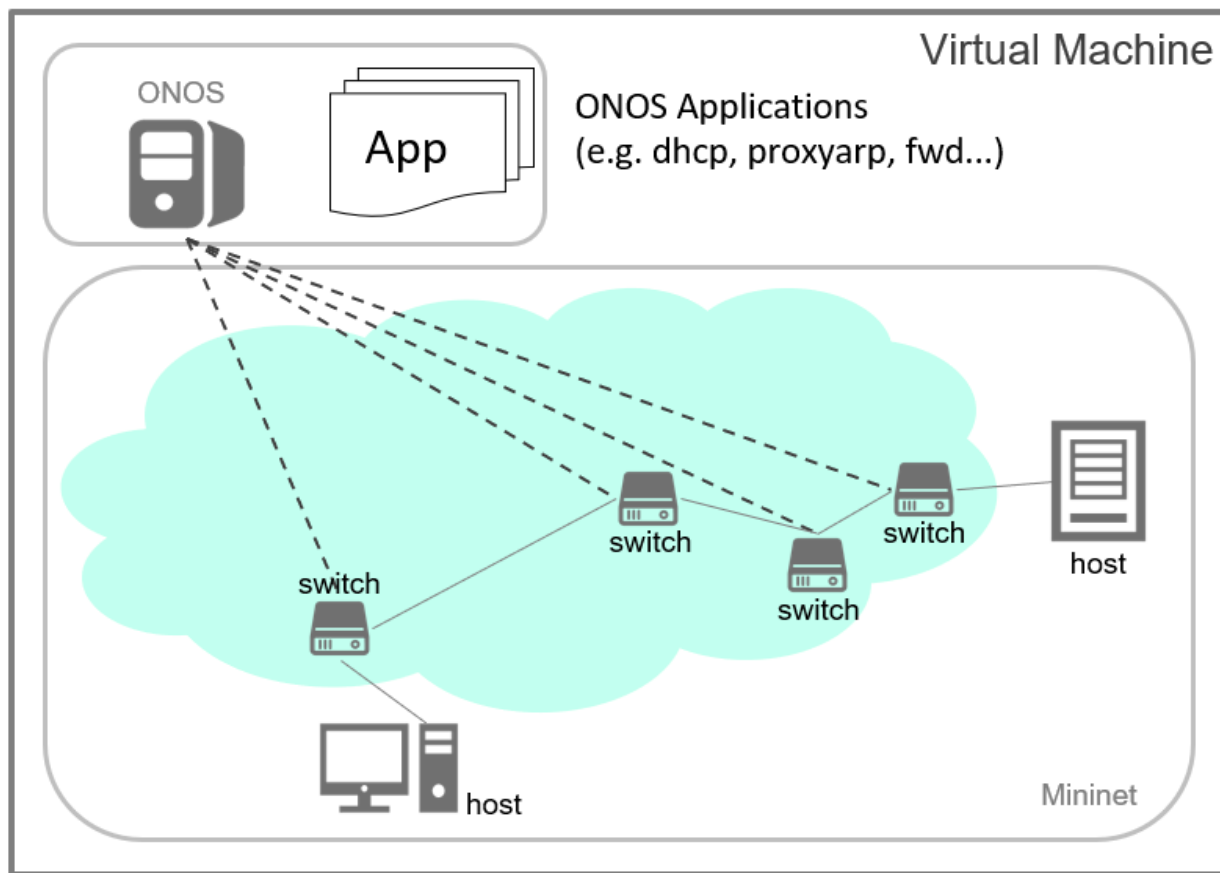 Virtual Machine
ONOS
App
ONOS Applications
(e.g. dhcp, proxyarp, fwd...)
switch
switch
host
switch
switch
host
Mininet